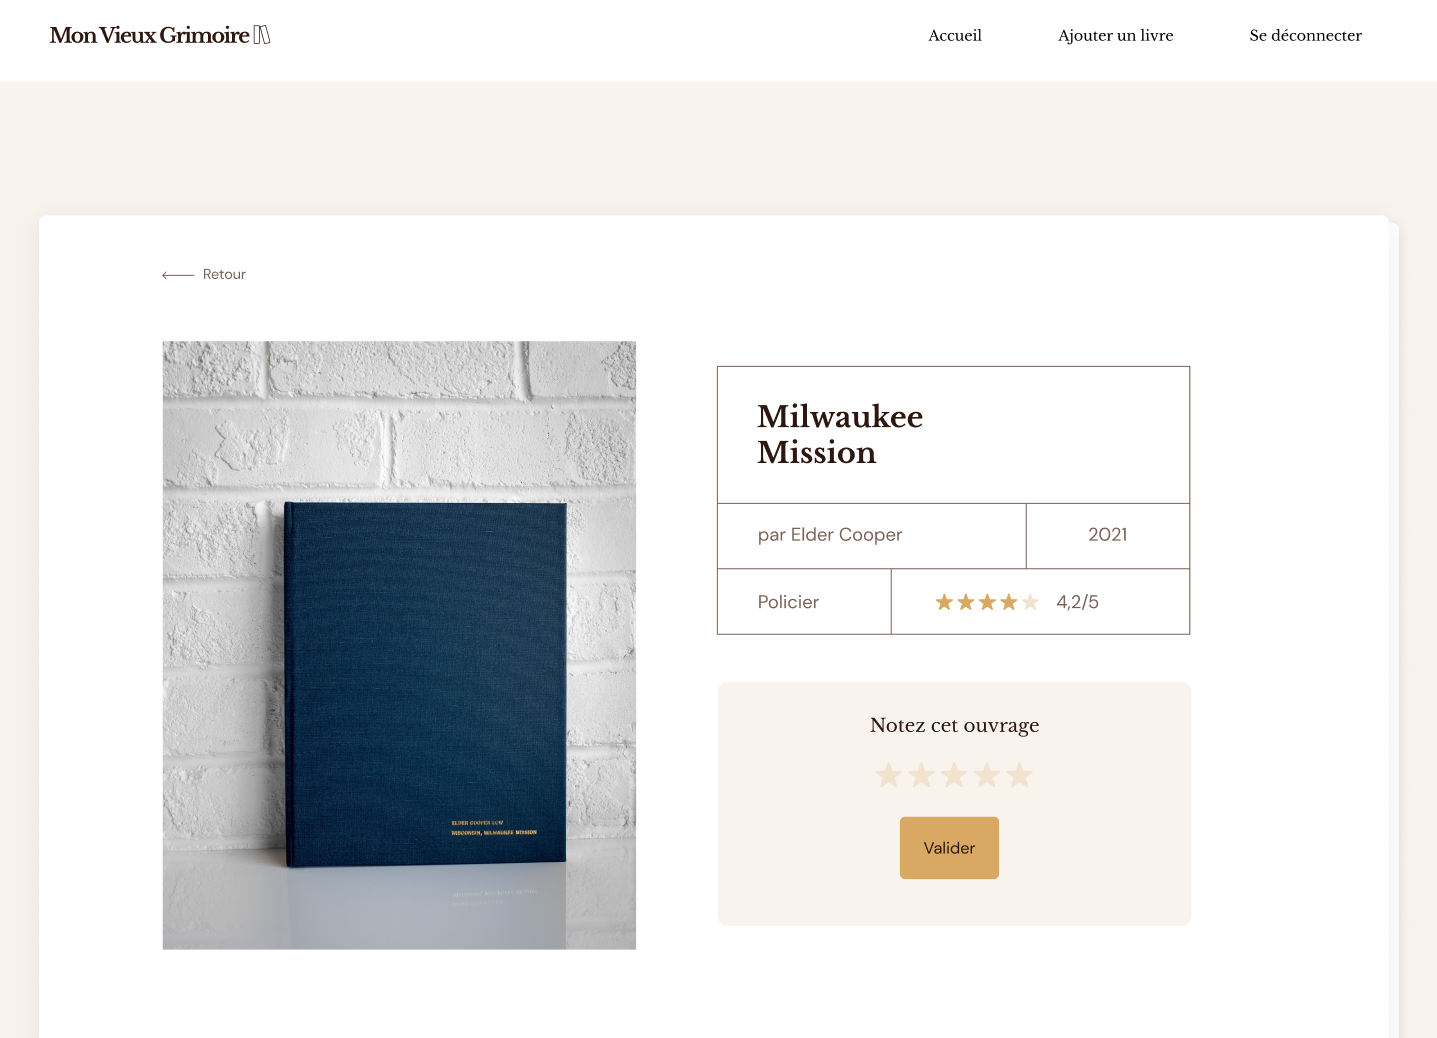 Mon Vieux Grimoire
Accueil
Ajouter un livre
Se déconnecter
Retour
Milwaukee
Mission
par Elder Cooper
2021
Policier
4,2/5
Notez cet ouvrage
Valider
ELDER COOPER LOW
WISCONSIN, MILWAUKEE MISSION